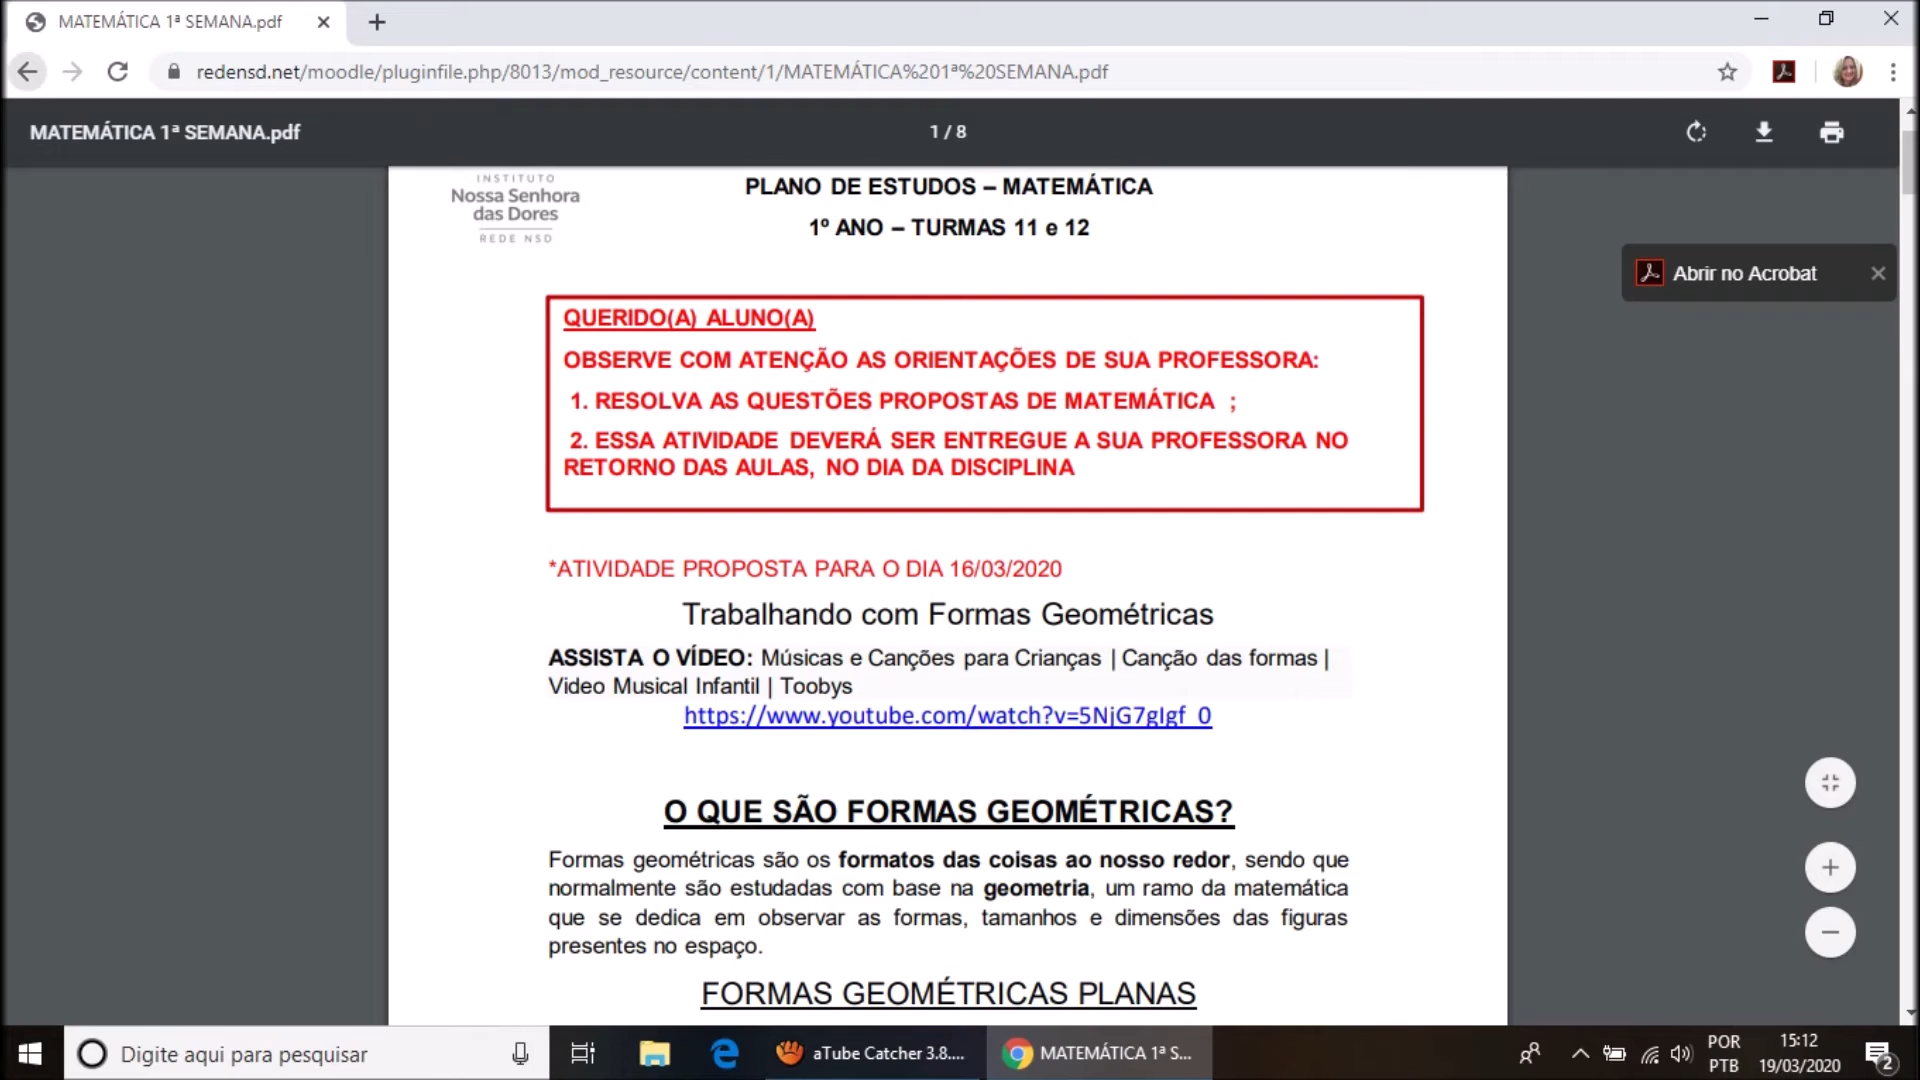 MATEMÁTICA 1ª SEMANA.pdf
redensd.net/moodle/pluginfile.php/8013/mod_resource/content/1/MATEMÁTICA%201ª%20SEMANA.pdf
MATEMÁTICA 1ª SEMANA.pdf
1 / 8
INSTITUTO
Nossa Senhora
das Dores
REDE NSD
PLANO DE ESTUDOS – MATEMÁTICA
1º ANO – TURMAS 11 e 12
Abrir no Acrobat
QUERIDO(A) ALUNO(A)
OBSERVE COM ATENÇÃO AS ORIENTAÇÕES DE SUA PROFESSORA:
1. RESOLVA AS QUESTÕES PROPOSTAS DE MATEMÁTICA ;
2. ESSA ATIVIDADE DEVERÁ SER ENTREGUE A SUA PROFESSORA NO
RETORNO DAS AULAS, NO DIA DA DISCIPLINA
*ATIVIDADE PROPOSTA PARA O DIA 16/03/2020
Trabalhando com Formas Geométricas
ASSISTA O VÍDEO: Músicas e Canções para Crianças | Canção das formas |
Video Musical Infantil | Toobys
https://www.youtube.com/watch?v=5NjG7gIgf_0
O QUE SÃO FORMAS GEOMÉTRICAS?
Formas geométricas são os formatos das coisas ao nosso redor, sendo que
normalmente são estudadas com base na geometria, um ramo da matemática
que se dedica em observar as formas, tamanhos e dimensões das figuras
presentes no espaço.
FORMAS GEOMÉTRICAS PLANAS
Digite aqui para pesquisar
aTube Catcher 3.8....
MATEMÁTICA 1ª S...
POR
PTB
15:12
19/03/2020
2